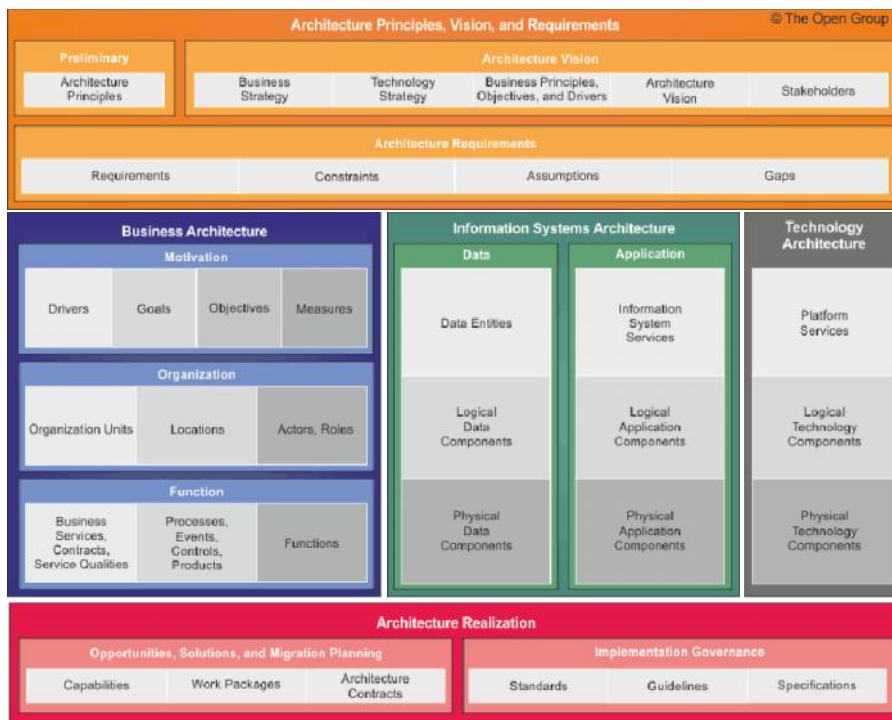 Architecture Principles, Vision, and Requirements
© The Open Group
Preliminary
Architecture
Principles
Architecture Vision
Business
Strategy
Technology
Strategy
Business Principles,
Objectives, and Drivers
Architecture
Vision
Stakeholders
Architecture Requirements
Requirements
Constraints
Assumptions
Gaps
Business Architecture
Motivation
Drivers
Goals
Objectives
Measures
Organization
Organization Units
Locations
Actors, Roles
Function
Business
Services,
Contracts,
Service Qualities
Processes,
Events,
Controls,
Products
Functions
Information Systems Architecture
Data
Data Entities
Logical
Data
Components
Physical
Data
Components
Application
Information
System
Services
Logical
Application
Components
Physical
Application
Components
Technology
Architecture
Platform
Services
Logical
Technology
Components
Physical
Technology
Components
Architecture Realization
Opportunities, Solutions, and Migration Planning
Capabilities
Work Packages
Architecture
Contracts
Implementation Governance
Standards
Guidelines
Specifications